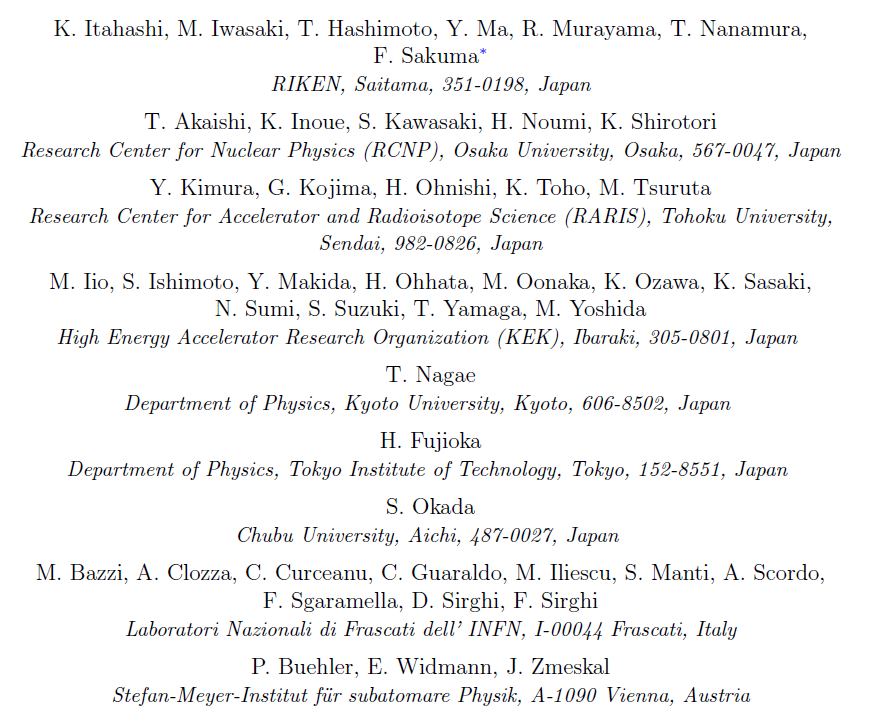 K. Itahashi, M. Iwasaki, T. Hashimoto, Y. Ma, R. Murayama, T. Nanamura,
F. Sakuma*
RIKEN, Saitama, 351-0198, Japan
T. Akaishi, K. Inoue, S. Kawasaki, H. Noumi, K. Shirotori
Research Center for Nuclear Physics (RCNP), Osaka University, Osaka, 567-0047, Japan
Y. Kimura, G. Kojima, H. Ohnishi, K. Toho, M. Tsuruta
Research Center for Accelerator and Radioisotope Science (RARIS), Tohoku University,
Sendai, 982-0826, Japan
M. Iio, S. Ishimoto, Y. Makida, H. Ohhata, M. Oonaka, K. Ozawa, K. Sasaki,
N. Sumi, S. Suzuki, T. Yamaga, M. Yoshida
High Energy Accelerator Research Organization (KEK), Ibaraki, 305-0801, Japan
T. Nagae
Department of Physics, Kyoto University, Kyoto, 606-8502, Japan
H. Fujioka
Department of Physics, Tokyo Institute of Technology, Tokyo, 152-8551, Japan
S. Okada
Chubu University, Aichi, 487-0027, Japan
M. Bazzi, A. Clozza, C. Curceanu, C. Guaraldo, M. Iliescu, S. Manti, A. Scordo,
F. Sgaramella, D. Sirghi, F. Sirghi
Laboratori Nazionali di Frascati dell' INFN, I-00044 Frascati, Italy
P. Buehler, E. Widmann, J. Zmeskal
Stefan-Meyer-Institut für subatomare Physik, A-1090 Vienna, Austria